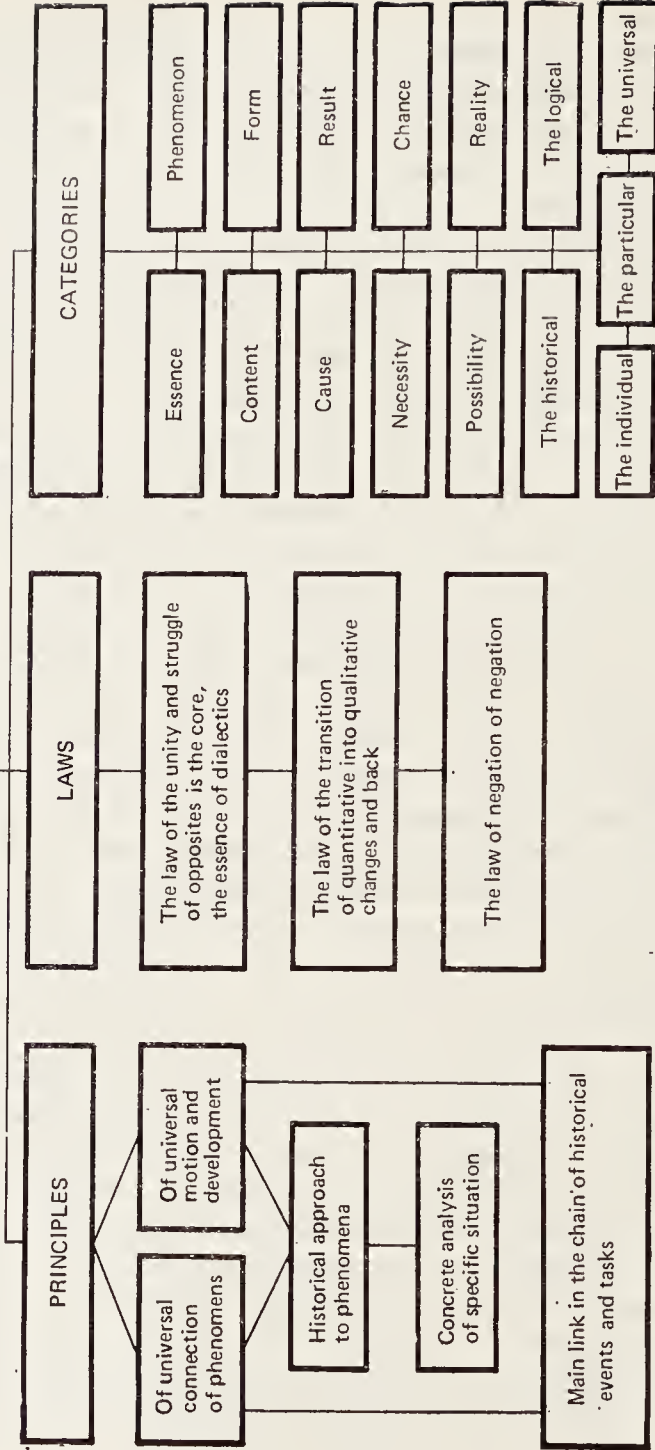 PRINCIPLES
Of universal
connection
of phenomens
Of universal
motion and
development
Historical approach
to phenomena
Concrete analysis
of specific situation
Main link in the chain of historical
events and tasks
LAWS
The law of the unity and struggle
of opposites is the core,
the essence of dialectics
The law of the transition
of quantitative into qualitative
changes and back
The law of negation of negation
CATEGORIES
Essence
Phenomenon
Content
Form
Cause
Result
Necessity
Chance
Possibility
Reality
The historical
The logical
The individual
The particular
The universal